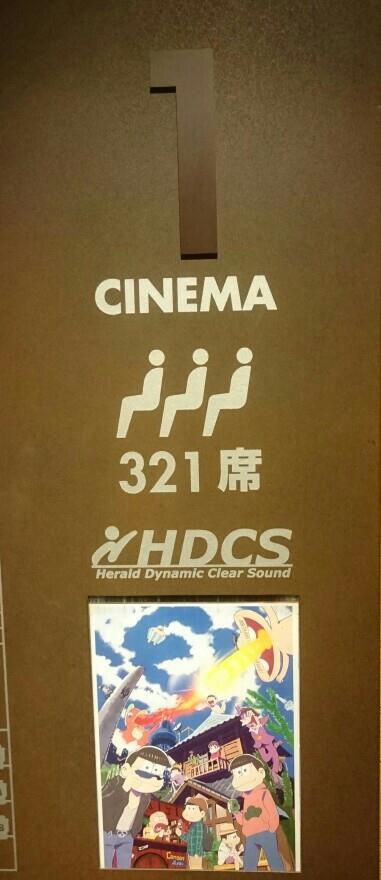 1
CINEMA
321席
HDCS
Herald Dynamic Clear Sound